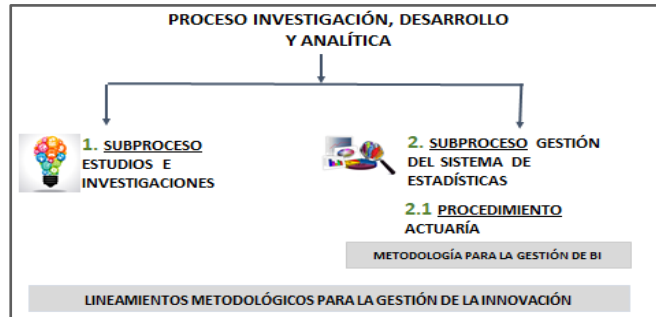 PROCESO INVESTIGACIÓN, DESARROLLO
Y ANALÍTICA
1. SUBPROCESO
ESTUDIOS E
INVESTIGACIONES
2. SUBPROCESO GESTIÓN
DEL SISTEMA DE
ESTADÍSTICAS
2.1 PROCEDIMIENTO
ACTUARÍA
METODOLOGÍA PARA LA GESTIÓN DE BI
LINEAMIENTOS METODOLÓGICOS PARA LA GESTIÓN DE LA INNOVACIÓN